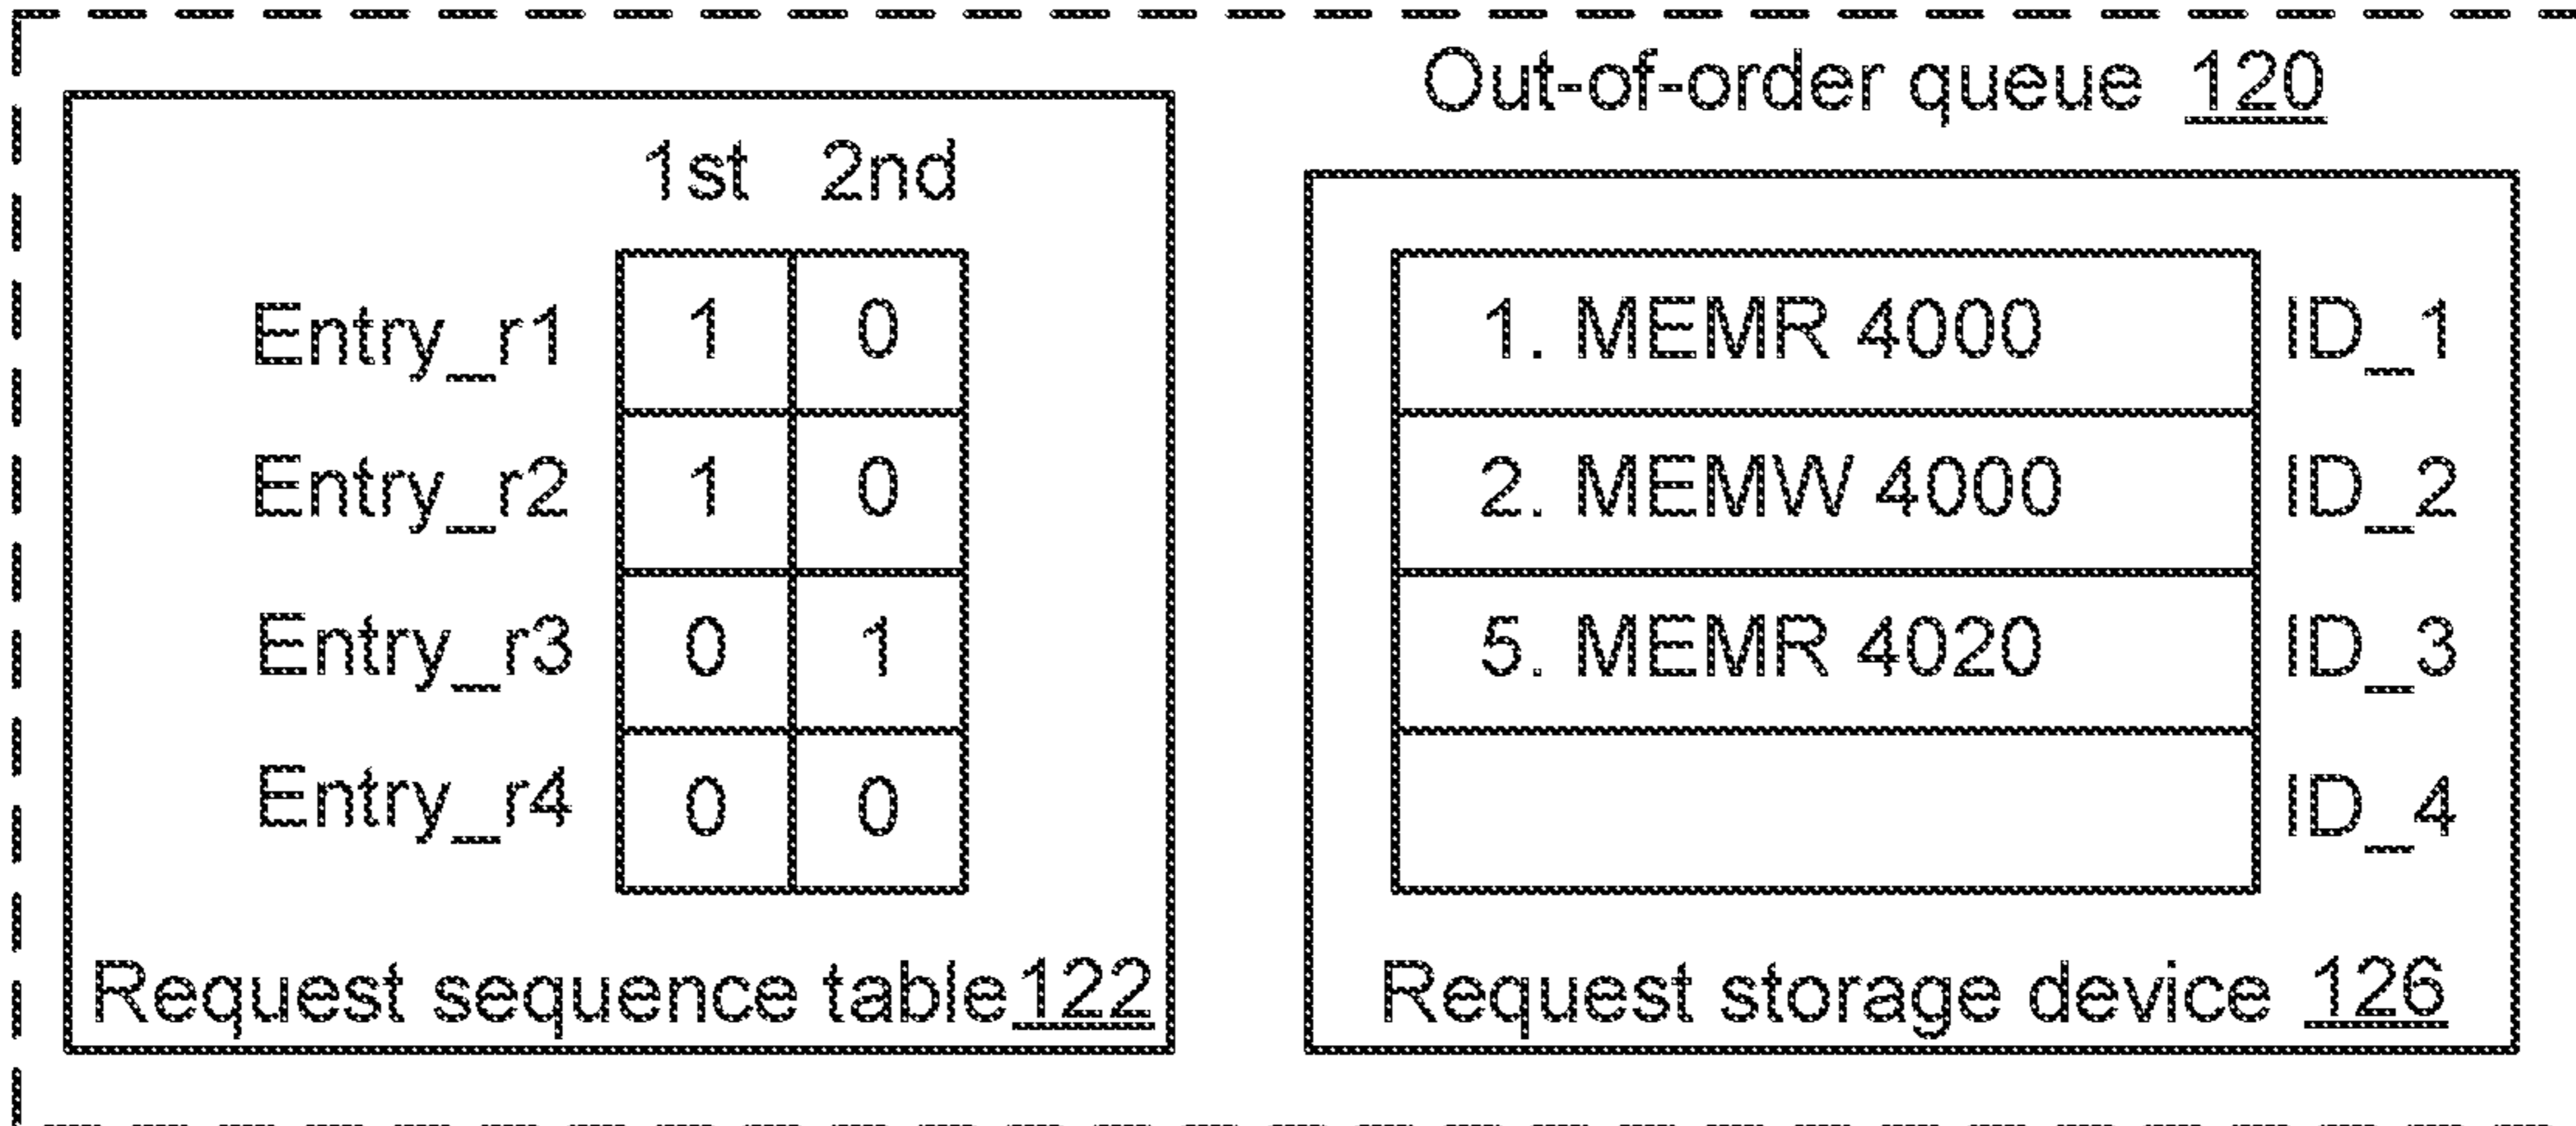 Out-of-order queue 120
1st 2nd
Entry_r1 1 0
Entry_r2 1 0
Entry_r3 0 1
Entry_r4 0 0
Request sequence table 122
1. MEMR 4000 ID_1
2. MEMW 4000 ID_2
5. MEMR 4020 ID_3
ID_4
Request storage device 126